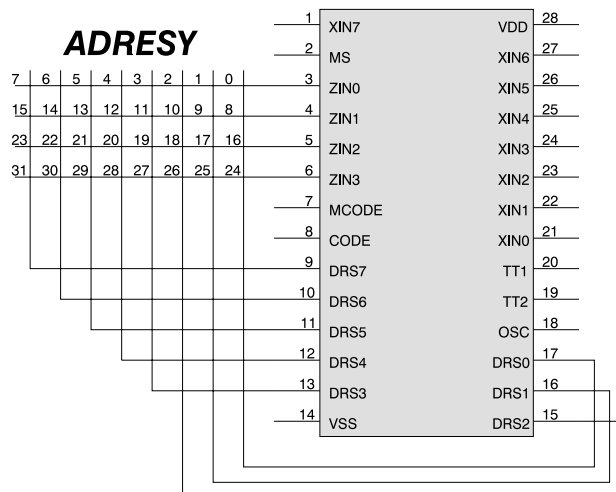 ADRESY
7 6 5 4 3 2 1 0
15 14 13 12 11 10 9 8
23 22 21 20 19 18 17 16
31 30 29 28 27 26 25 24
1 XIN7 VDD 28
2 MS XIN6 27
3 ZIN0 XIN5 26
4 ZIN1 XIN4 25
5 ZIN2 XIN3 24
6 ZIN3 XIN2 23
7 MCODE XIN1 22
8 CODE XIN0 21
9 DRS7 TT1 20
10 DRS6 TT2 19
11 DRS5 OSC 18
12 DRS4 DRS0 17
13 DRS3 DRS1 16
14 VSS DRS2 15